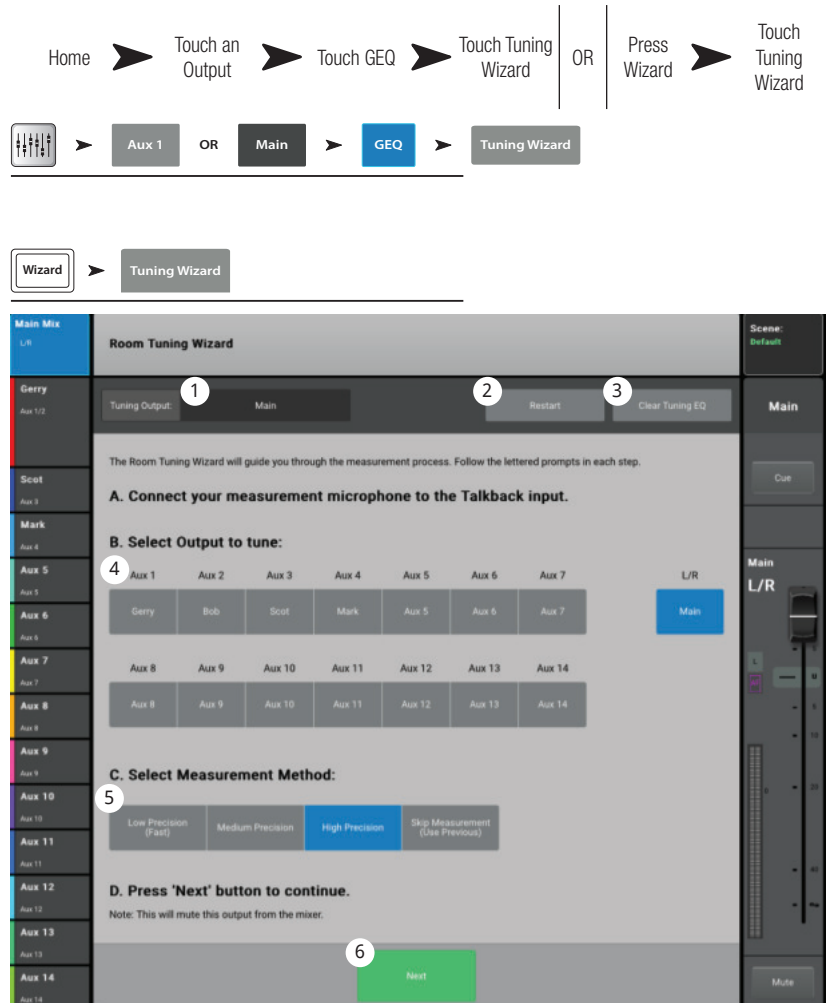 Home
Touch an
Output
Touch GEQ
Touch Tuning
Wizard
OR
Press
Wizard
Touch
Tuning
Wizard
Aux 1
OR
Main
GEQ
Tuning Wizard
Wizard
Tuning Wizard
Main Mix
L/R
Room Tuning Wizard
Scene:
Default
Gerry
Aux 1/2
Scot
Aux 3
Mark
Aux 4
Aux 5
Aux 5
Aux 6
Aux 6
Aux 7
Aux 7
Aux 8
Aux 8
Aux 9
Aux 9
Aux 10
Aux 10
Aux 11
Aux 11
Aux 12
Aux 12
Aux 13
Aux 13
Aux 14
Aux 14
Tuning Output:
1
Main
2
Restart
3
Clear Tuning EQ
The Room Tuning Wizard will guide you through the measurement process. Follow the lettered prompts in each step.
A. Connect your measurement microphone to the Talkback input.
B. Select Output to tune:
4
Aux 1 Aux 2 Aux 3 Aux 4 Aux 5 Aux 6 Aux 7 L/R
Gerry Bob Scot Mark Aux 5 Aux 6 Aux 7 Main
Aux 8 Aux 9 Aux 10 Aux 11 Aux 12 Aux 13 Aux 14
Aux 8 Aux 9 Aux 10 Aux 11 Aux 12 Aux 13 Aux 14
C. Select Measurement Method:
5
Low Precision
(Fast)
Medium Precision
High Precision
Skip Measurement
(Use Previous)
D. Press 'Next' button to continue.
Note: This will mute this output from the mixer.
6
Next
Main
Cue
Main
L/R
5
L
U
5
10
20
40
Mute